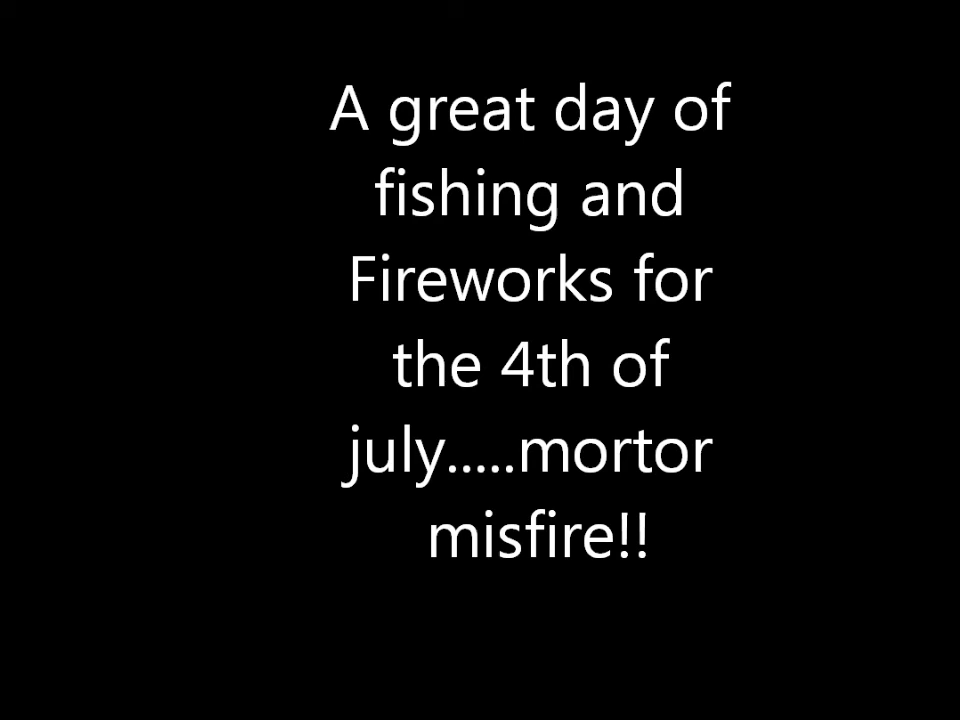 A great day of
fishing and
Fireworks for
the 4th of
july.....mortor
misfire!!